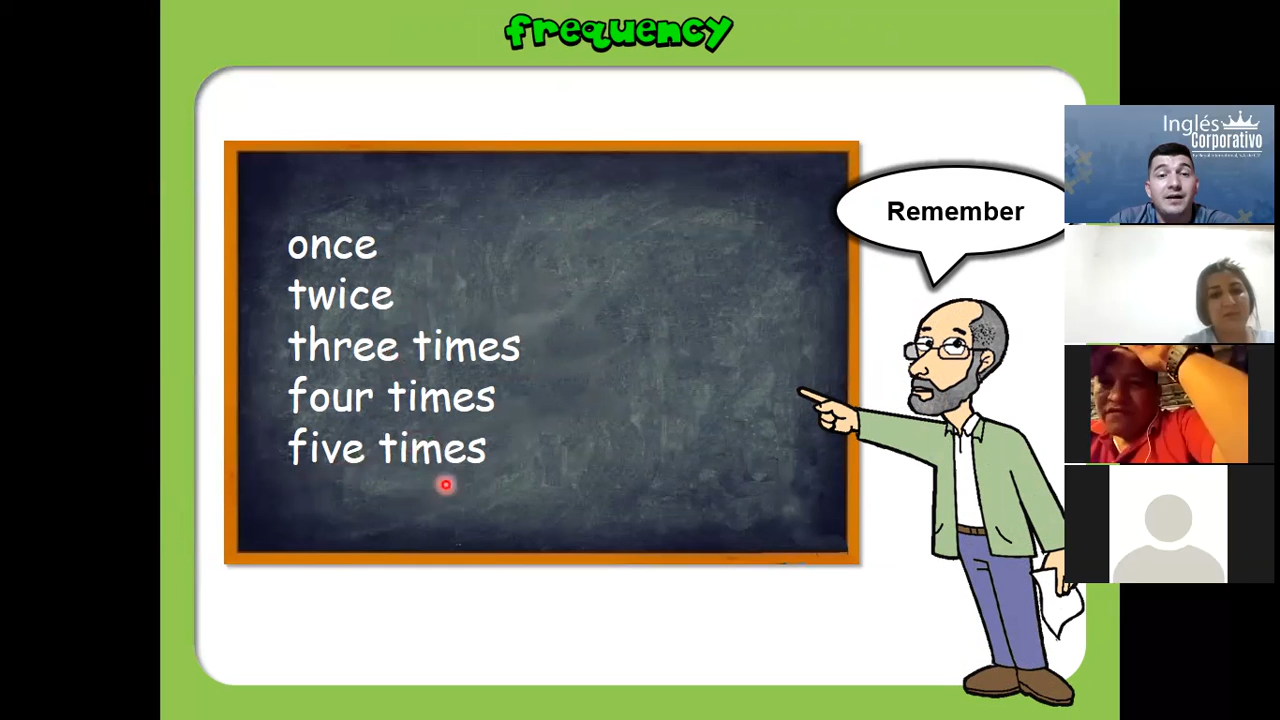 frequency
once
twice
three times
four times
five times
Remember
Inglés
Corporativo